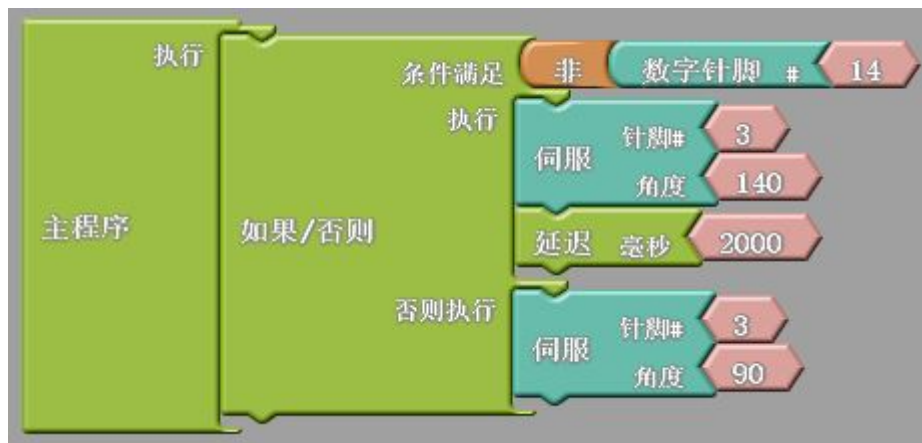 执行
条件满足 非 数字针脚 # 14
执行
伺服 针脚# 3
角度 140
主程序 如果/否则
延迟 毫秒 2000
否则执行
伺服 针脚# 3
角度 90